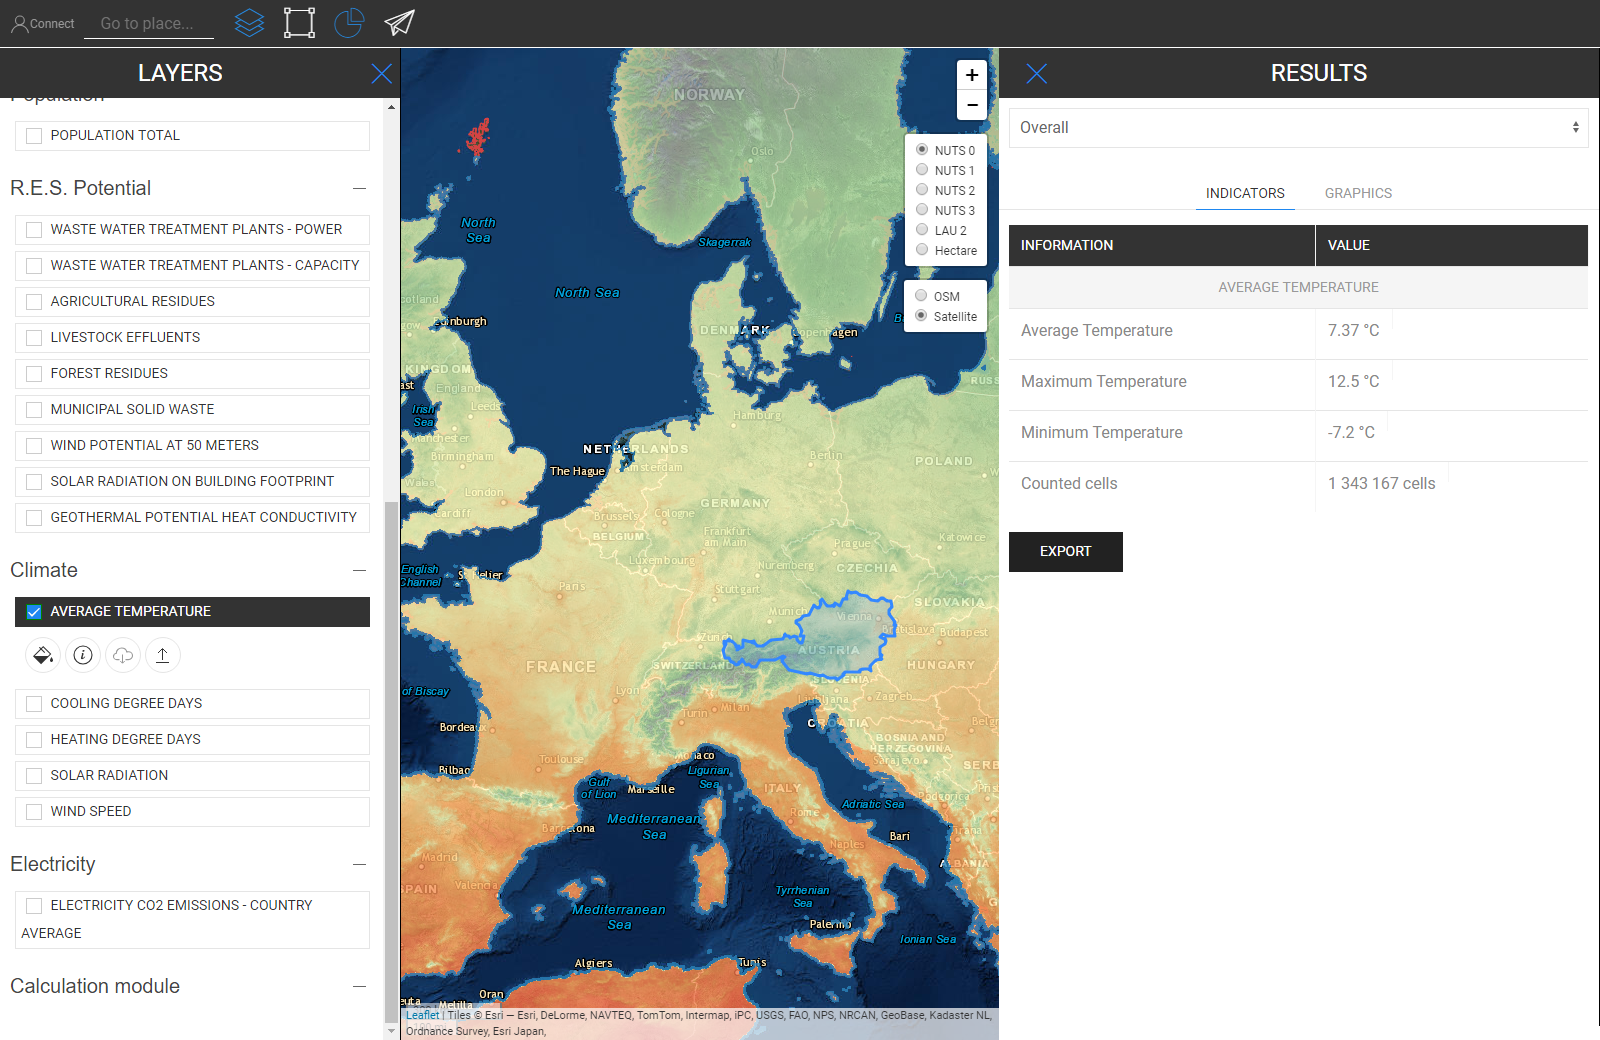 Connect
Go to place...
LAYERS
Population
POPULATION TOTAL
R.E.S. Potential
WASTE WATER TREATMENT PLANTS - POWER
WASTE WATER TREATMENT PLANTS - CAPACITY
AGRICULTURAL RESIDUES
LIVESTOCK EFFLUENTS
FOREST RESIDUES
MUNICIPAL SOLID WASTE
WIND POTENTIAL AT 50 METERS
SOLAR RADIATION ON BUILDING FOOTPRINT
GEOTHERMAL POTENTIAL HEAT CONDUCTIVITY
Climate
AVERAGE TEMPERATURE
COOLING DEGREE DAYS
HEATING DEGREE DAYS
SOLAR RADIATION
WIND SPEED
Electricity
ELECTRICITY CO2 EMISSIONS - COUNTRY
AVERAGE
Calculation module
+
−
NUTS 0
NUTS 1
NUTS 2
NUTS 3
LAU 2
Hectare
OSM
Satellite
NORWAY
Oslo
North
Sea
Skagerrak
North Sea
Edinburgh
DENMARK
Copenhagen
KINGDOM
England
Leeds
Irish
Sea
Manchester
Birmingham
Hamburg
NETHERLANDS
The Hague
Amsterdam
Berlin
POLAND
London
Cardiff
GERMANY
Brussels
Cologne
BELGIUM
Frankfurt
am Main
Prague
Katowice
Luxembourg
Nuremberg
CZECHIA
English
Channel
St Helier
Paris
Stuttgart
SLOVAKIA
Munich
Vienna
Bratislava
Budapest
Zürich
AUSTRIA
FRANCE
SWITZERLAND
HUNGARY
SLOVENIA
of Biscay
Lyon
Ljubljana
Zagreb
Turin
Milan
CROATIA
Bordeaux
BOSNIA AND
HERZEGOVINA
Sarajevo
Monaco
Toulouse
Bilbao
Ligurian
Sea
Gulf
of Lion
Marseille
ITALY
Podgorica
Adriatic Sea
Rome
Mediterranean
Sea
Barcelona
Bari
Naples
Madrid
ALBANIA
SPAIN
Valencia
Tyrrhenian
Sea
Mediterranean
Sea
Palermo
Ionian Sea
Algiers
Tunis
Oran
Melilla
Leaflet | Tiles © Esri — Esri, DeLorme, NAVTEQ, TomTom, Intermap, iPC, USGS, FAO, NPS, NRCAN, GeoBase, Kadaster NL,
Ordnance Survey, Esri Japan,
RESULTS
Overall
INDICATORS
GRAPHICS
INFORMATION VALUE
AVERAGE TEMPERATURE
Average Temperature 7.37 °C
Maximum Temperature 12.5 °C
Minimum Temperature -7.2 °C
Counted cells 1 343 167 cells
EXPORT